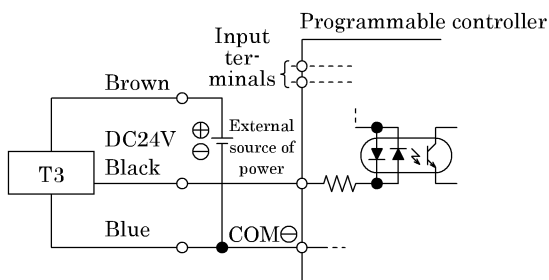 Programmable controller
Input
ter-
minals
Brown
DC24V
⊕
⊖
External
source of
power
T3
Black
Blue
COM⊖